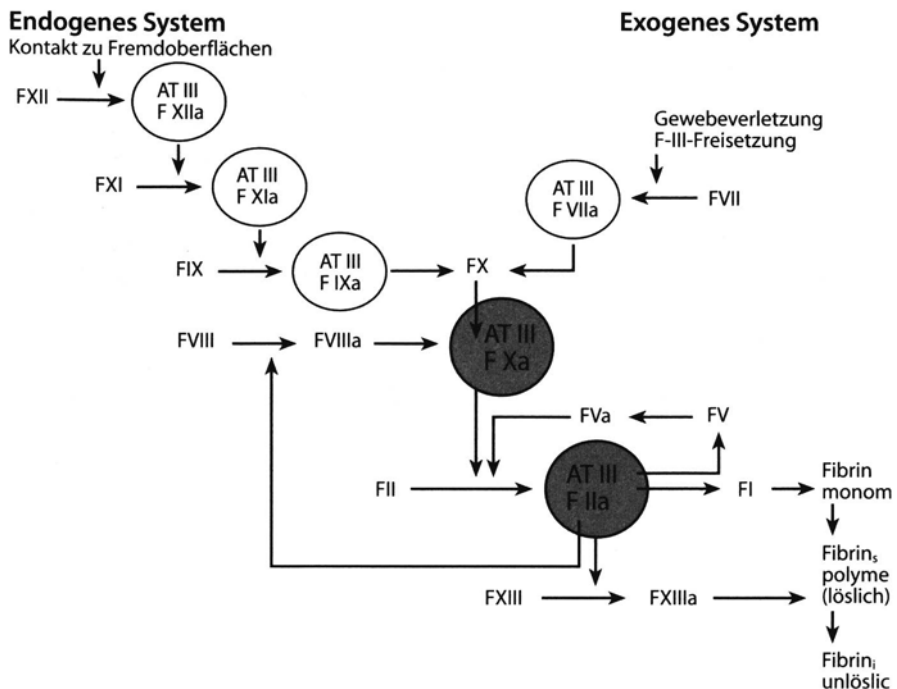 Endogenes System
Exogenes System
Kontakt zu Fremdoberflächen
FXII
AT III
F XIIa
Gewebeverletzung
F-III-Freisetzung
FXI
AT III
F XIa
AT III
F VIIa
FVII
FIX
AT III
F IXa
FX
FVIII
FVIIIa
AT III
F Xa
FVa
FV
FII
AT III
F IIa
FI
Fibrin
monom
Fibrinₛ
polyme
(löslich)
FXIII
FXIIIa
Fibrinᵢ
unlöslic